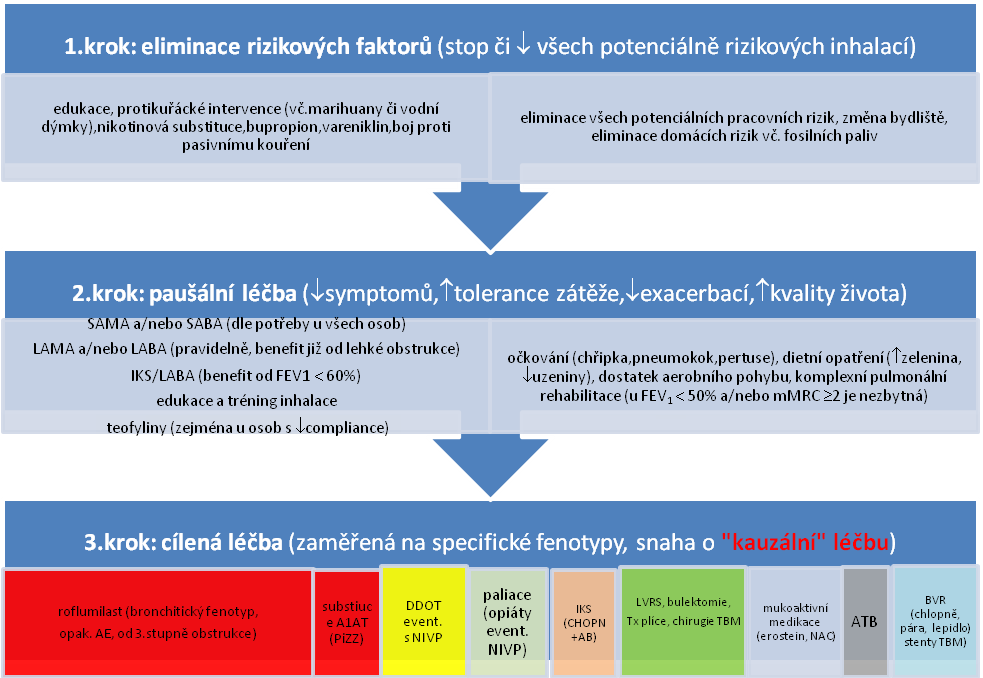 1.krok: eliminace rizikových faktorů (stop či ↓ všech potenciálně rizikových inhalací)
edukace, protikuřácké intervence (vč.marihuany či vodní
dýmky),nikotinová substituce,bupropion,vareniklin,boj proti
pasivnímu kouření
eliminace všech potenciálních pracovních rizik, změna bydliště,
eliminace domácích rizik vč. fosilních paliv
2.krok: paušální léčba (↓symptomů,↑tolerance zátěže,↓exacerbací,↑kvality života)
SAMA a/nebo SABA (dle potřeby u všech osob)
LAMA a/nebo LABA (pravidelně, benefit již od lehké obstrukce)
IKS/LABA (benefit od FEV1 < 60%)
edukace a tréning inhalace
teofyliny (zejména u osob s ↓compliance)
očkování (chřipka,pneumokok,pertuse), dietní opatření (↑zelenina,
↓uzeniny), dostatek aerobního pohybu, komplexní pulmonální
rehabilitace (u FEV₁ < 50% a/nebo mMRC ≥2 je nezbytná)
3.krok: cílená léčba (zaměřená na specifické fenotypy, snaha o "kauzální" léčbu)
roflumilast (bronchitický fenotyp,
opak. AE, od 3.stupně obstrukce)
substiuc
e A1AT
(PiZZ)
DDOT
event.
s NIVP
paliace
(opiáty
event.
NIVP)
IKS
(CHOPN
+AB)
LVRS, bulektomie,
Tx plíce, chirugie TBM
mukoaktivní
medikace
(erostein, NAC)
ATB
BVR
(chlopně,
pára, lepidlo)
stenty TBM)